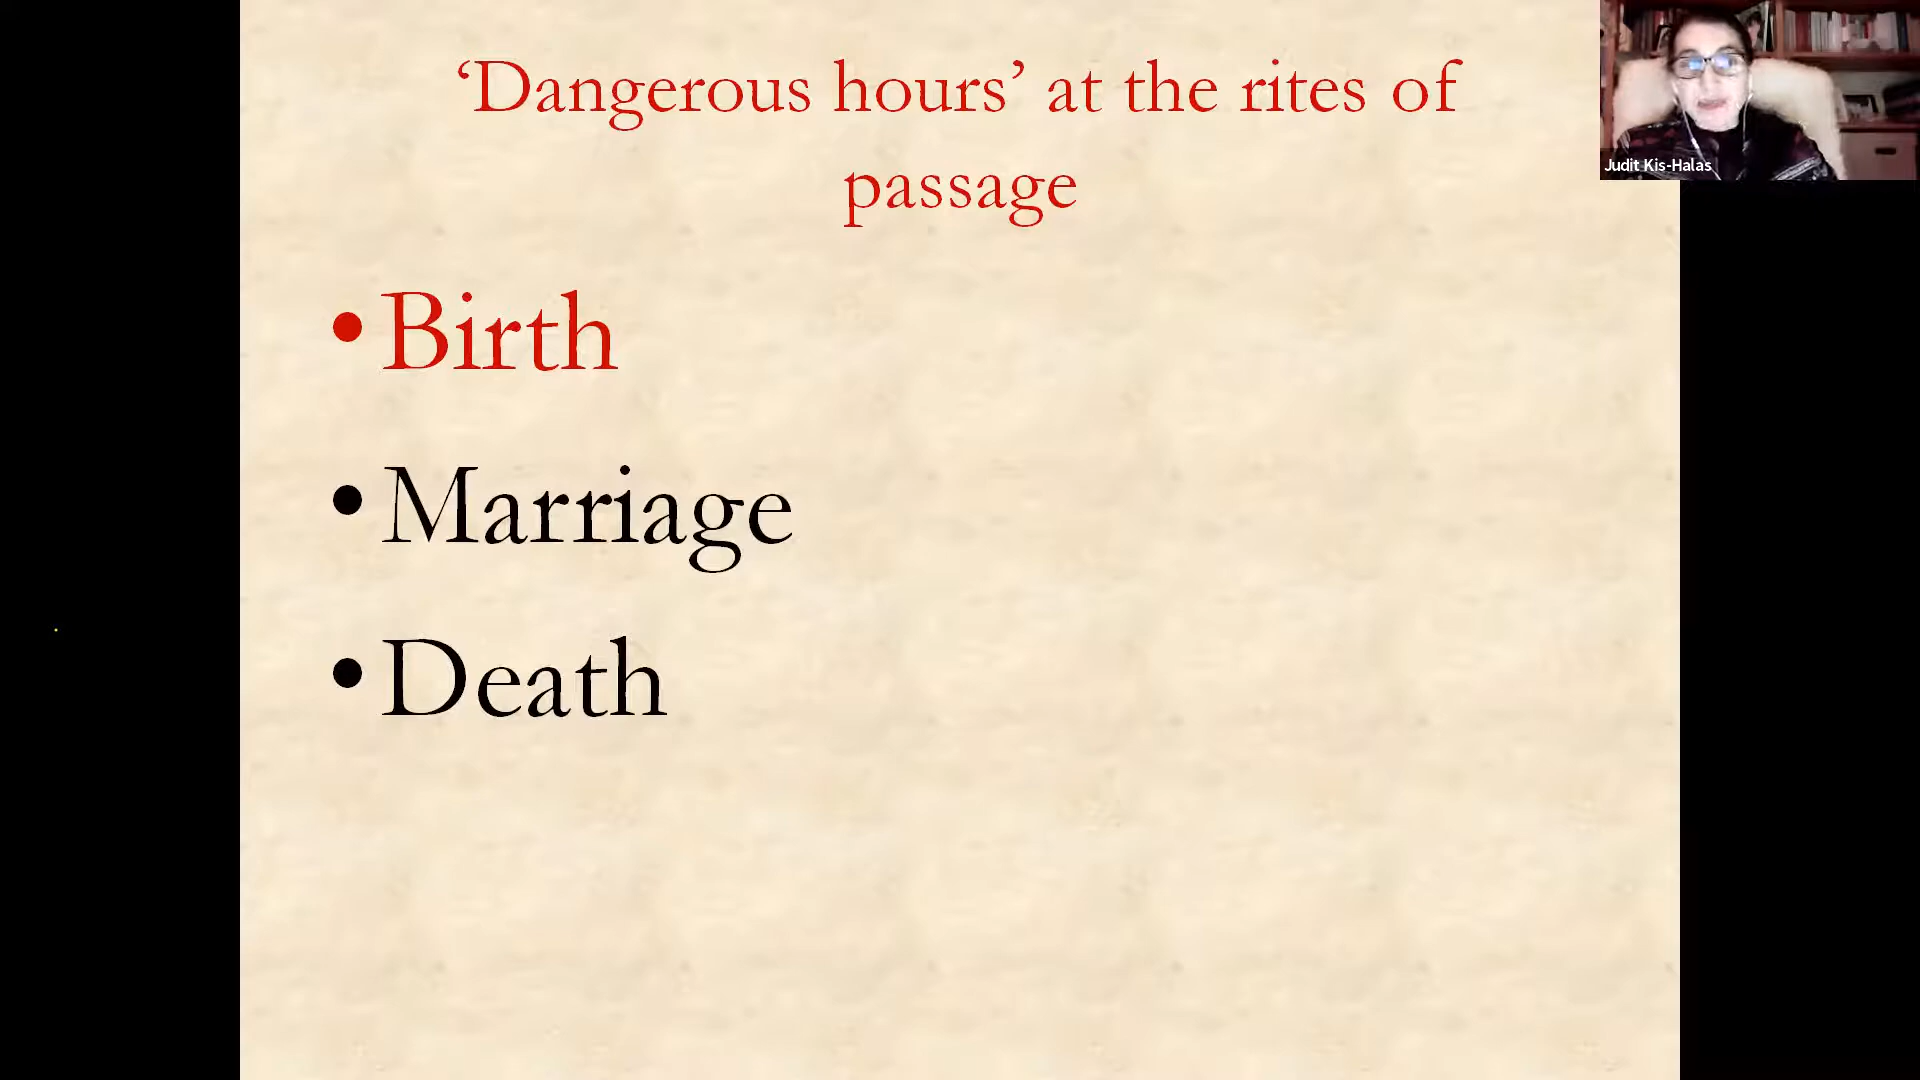 ‘Dangerous hours’ at the rites of
passage
• Birth
• Marriage
• Death
Judit Kis-Halas